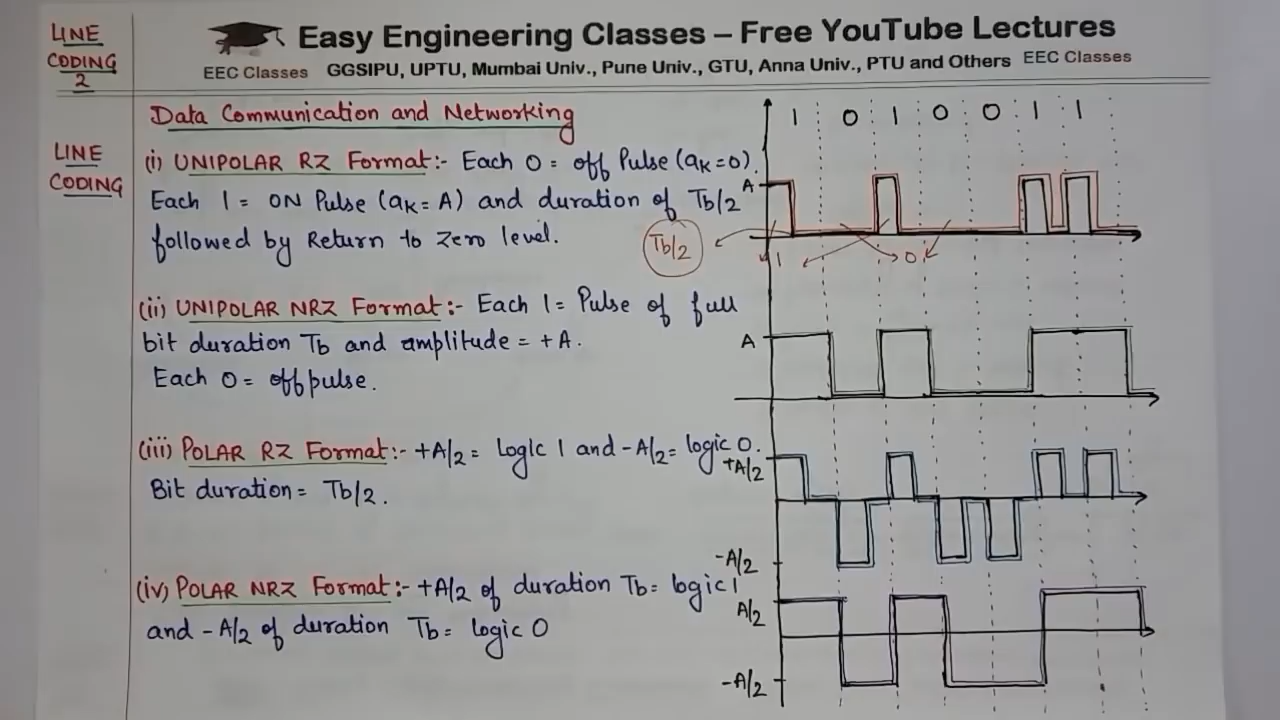 LINE
CODING
2
Easy Engineering Classes – Free YouTube Lectures
EEC Classes GGSIPU, UPTU, Mumbai Univ., Pune Univ., GTU, Anna Univ., PTU and Others EEC Classes
Data Communication and Networking
1 0 1 0 0 1 1
LINE
CODING
(i) UNIPOLAR RZ Format:- Each 0 = off Pulse (aK=0).
Each 1 = ON Pulse (aK= A) and duration of Tb/2
followed by Return to Zero level.
A
Tb/2
1
0
(ii) UNIPOLAR NRZ Format:- Each 1 = Pulse of full
bit duration Tb and amplitude = +A.
Each 0 = off pulse.
A
(iii) POLAR RZ Format:- +A/2 = Logic 1 and -A/2 = logic 0.
Bit duration = Tb/2.
+A/2
-A/2
(iv) POLAR NRZ Format:- +A/2 of duration Tb = logic 1
and -A/2 of duration Tb = logic 0
A/2
-A/2